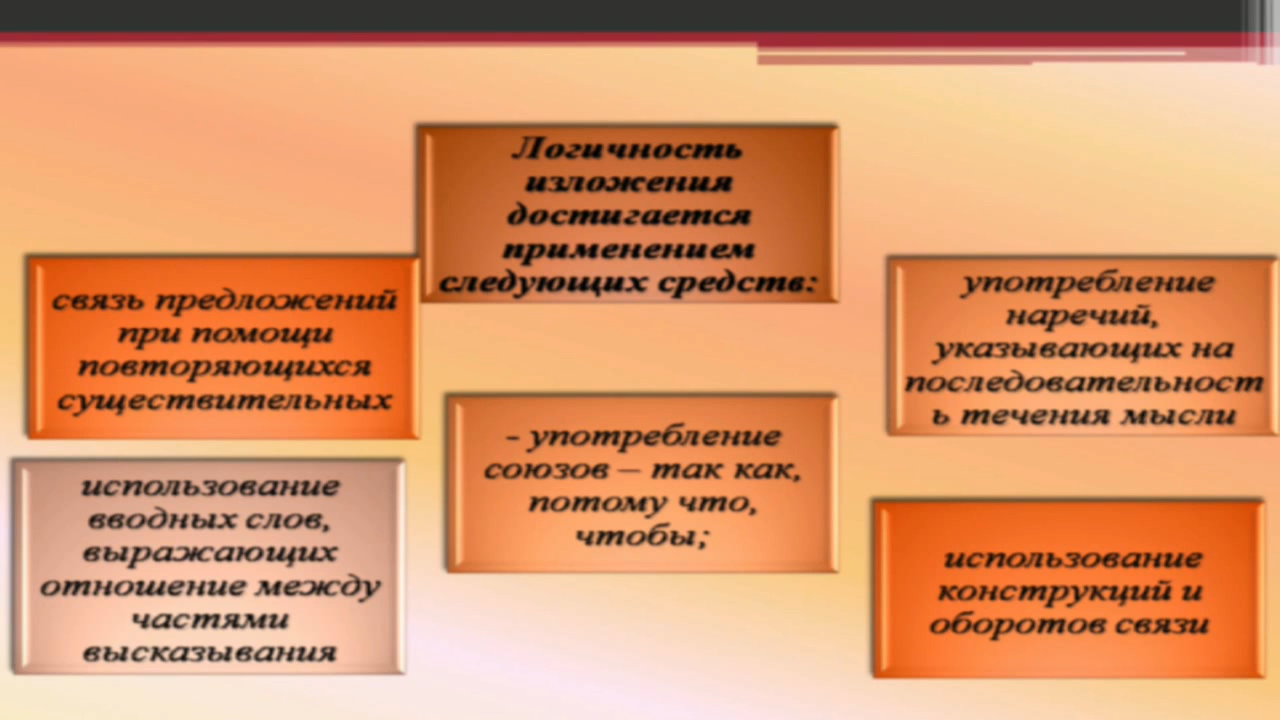 Логичность
изложения
достигается
применением
следующих средств:
связь предложений
при помощи
повторяющихся
существительных
употребление
наречий,
указывающих на
последовательност
ь течения мысли
- употребление
союзов – так как,
потому что,
чтобы;
использование
вводных слов,
выражающих
отношение между
частями
высказывания
использование
конструкций и
оборотов связи